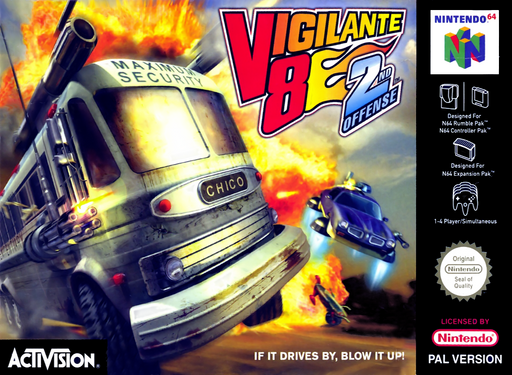 VIGILANTE
8
2ND
OFFENSE
MAXIMUM
SECURITY
CHICO
IF IT DRIVES BY, BLOW IT UP!
ACTIVISION.
NINTENDO 64
N
Designed For
N64 Rumble Pak™
N64 Controller Pak™
Designed For
N64 Expansion Pak™
1-4 Player/Simultaneous
Original
Nintendo
Seal of
Quality
LICENSED BY
Nintendo
PAL VERSION